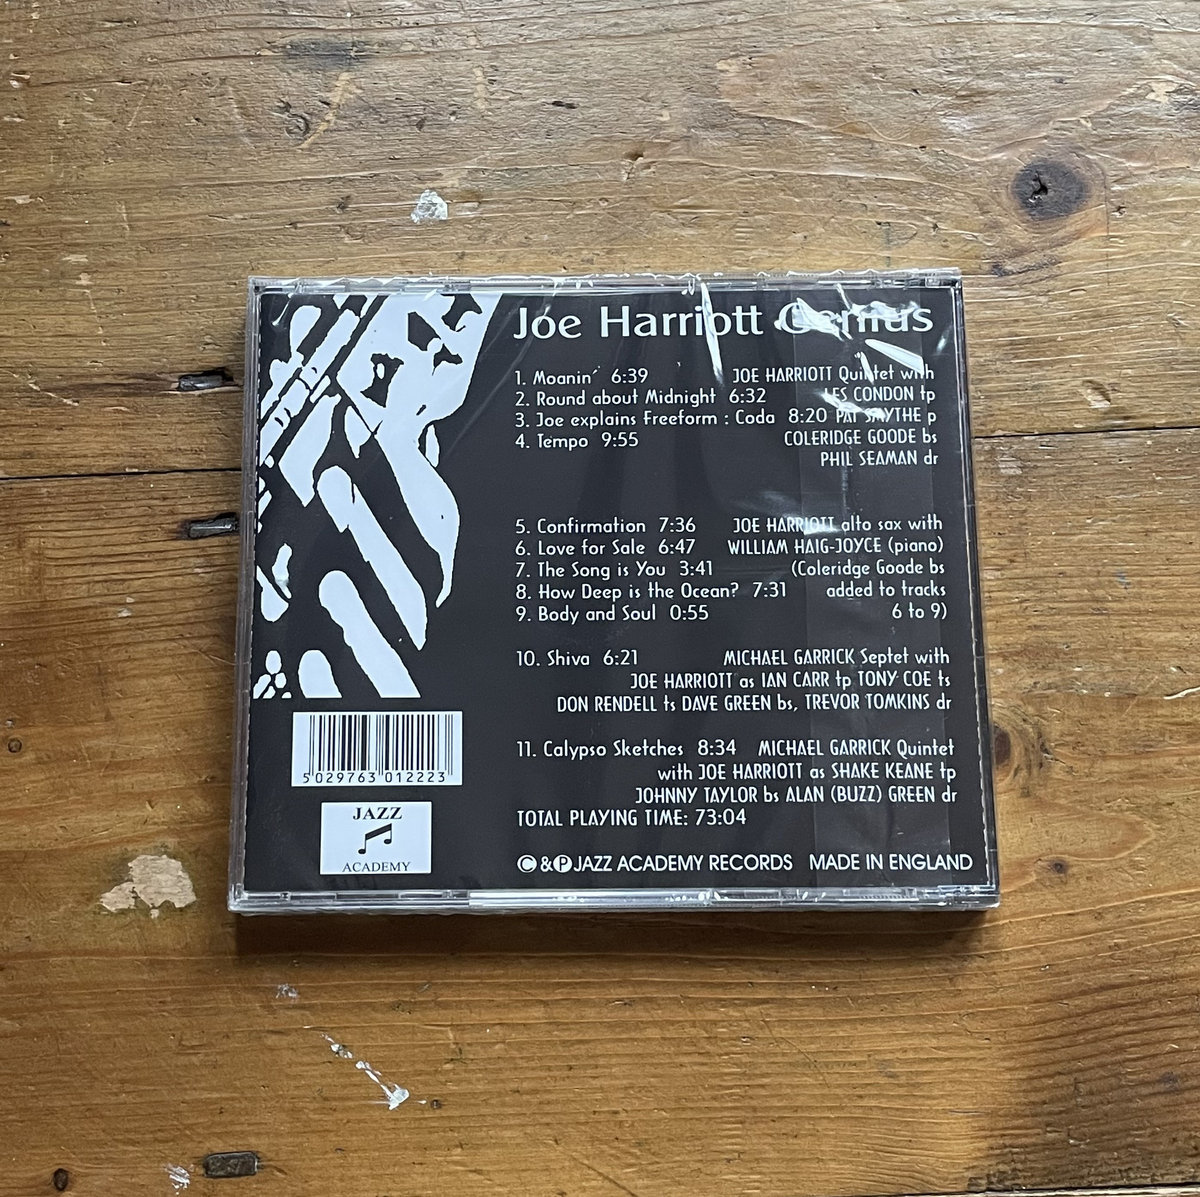 Joe Harriott Genius
1. Moanin' 6:39 JOE HARRIOTT Quintet with
2. Round about Midnight 6:32 LES CONDON tp
3. Joe explains Freeform : Coda 8:20 PAT SMYTHE p
4. Tempo 9:55 COLERIDGE GOODE bs
PHIL SEAMAN dr
5. Confirmation 7:36 JOE HARRIOTT alto sax with
6. Love for Sale 6:47 WILLIAM HAIG-JOYCE (piano)
7. The Song is You 3:41 (Coleridge Goode bs
8. How Deep is the Ocean? 7:31 added to tracks
9. Body and Soul 0:55 6 to 9)
10. Shiva 6:21 MICHAEL GARRICK Septet with
JOE HARRIOTT as IAN CARR tp TONY COE ts
DON RENDELL ts DAVE GREEN bs, TREVOR TOMKINS dr
11. Calypso Sketches 8:34 MICHAEL GARRICK Quintet
with JOE HARRIOTT as SHAKE KEANE tp
JOHNNY TAYLOR bs ALAN (BUZZ) GREEN dr
TOTAL PLAYING TIME: 73:04
© & ℗ JAZZ ACADEMY RECORDS MADE IN ENGLAND
5 029763 012223
JAZZ
ACADEMY